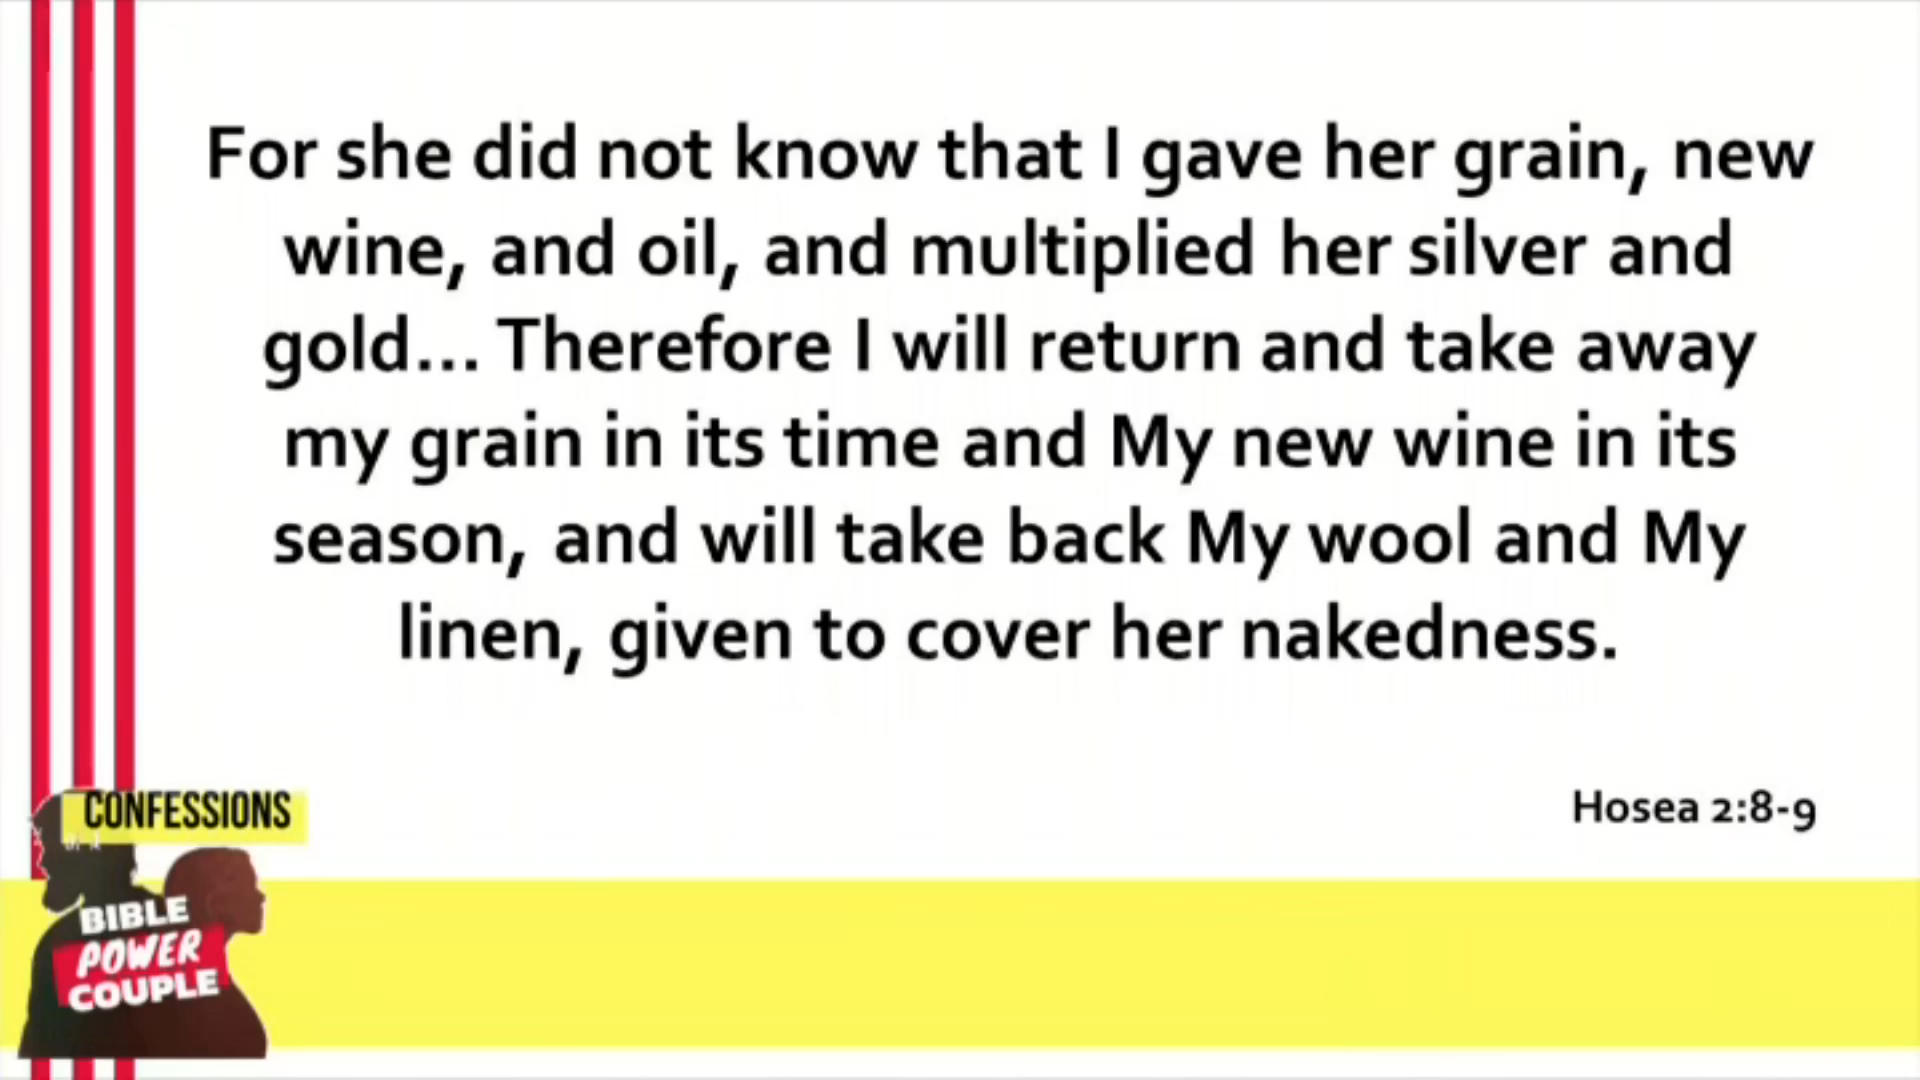 For she did not know that I gave her grain, new
wine, and oil, and multiplied her silver and
gold... Therefore I will return and take away
my grain in its time and My new wine in its
season, and will take back My wool and My
linen, given to cover her nakedness.
Hosea 2:8-9
CONFESSIONS
BIBLE
POWER
COUPLE